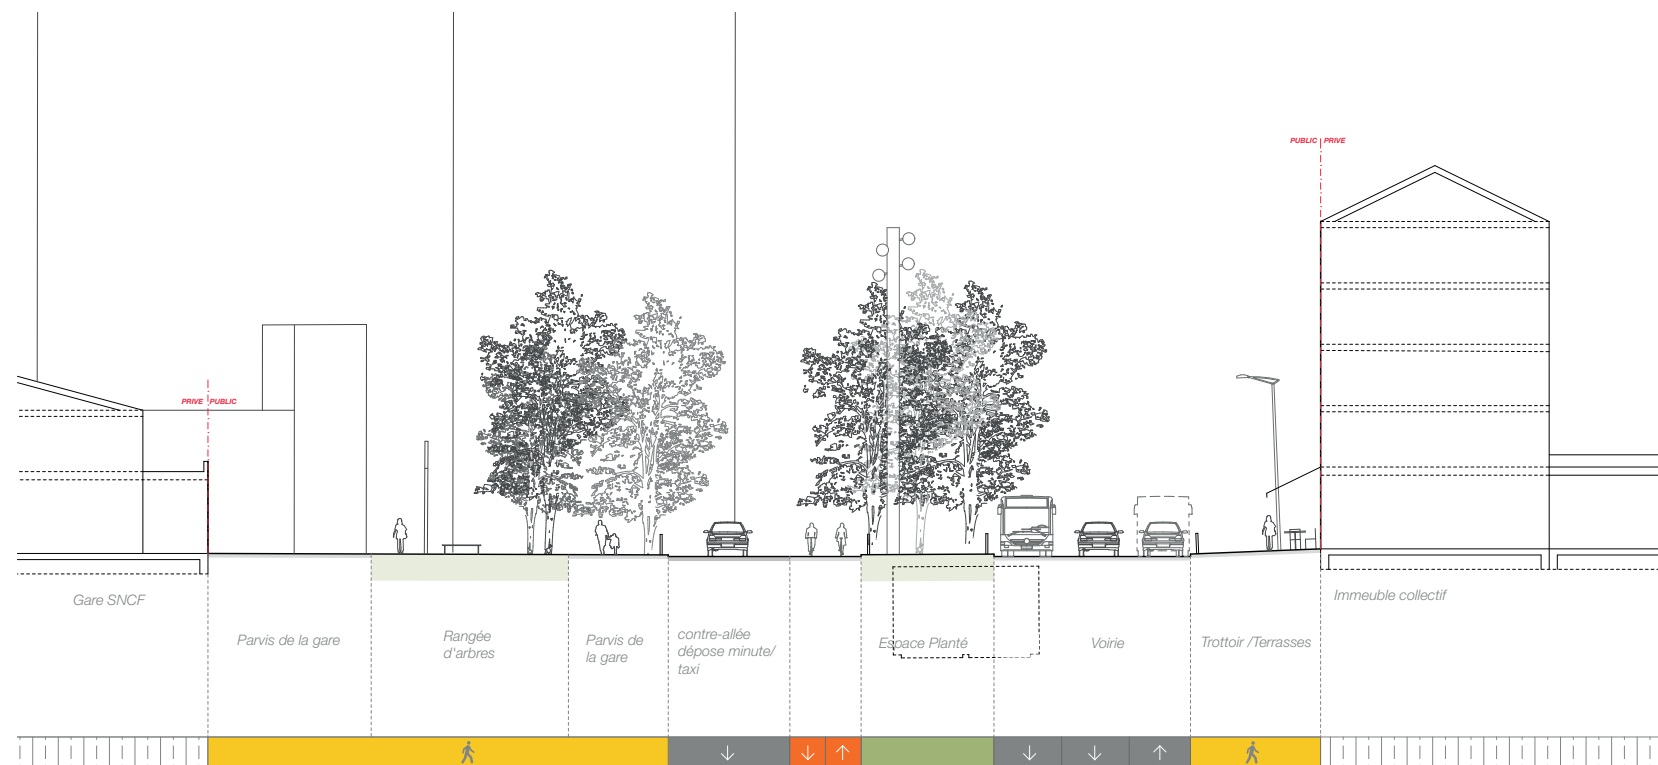 PUBLIC PRIVE
PRIVE PUBLIC
Gare SNCF
Immeuble collectif
Parvis de la gare
Rangée
d'arbres
Parvis de
la gare
contre-allée
dépose minute/
taxi
Espace Planté
Voirie
Trottoir /Terrasses